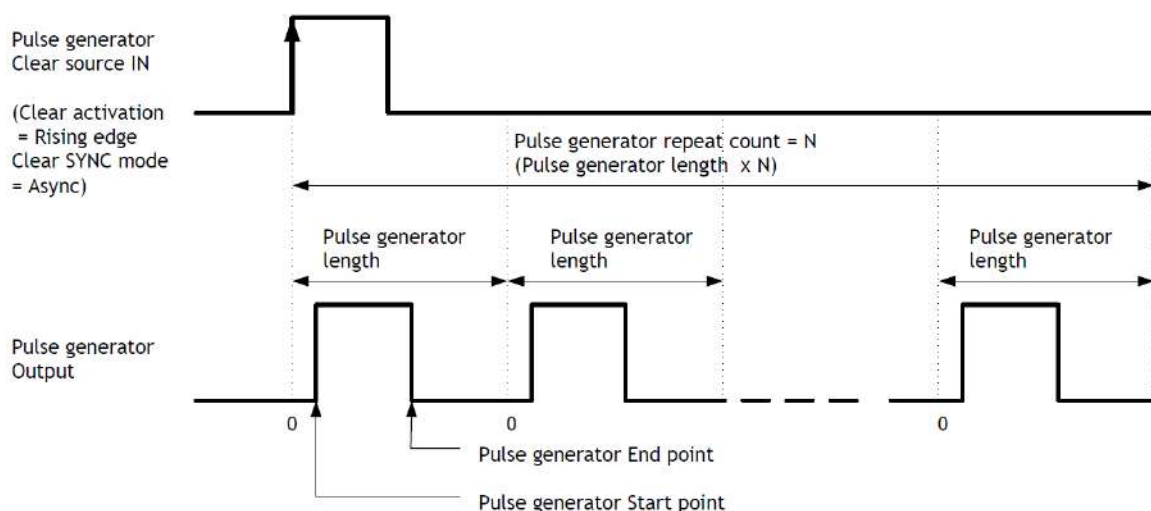 Pulse generator
Clear source IN
(Clear activation
= Rising edge
Clear SYNC mode
= Async)
Pulse generator repeat count = N
(Pulse generator length x N)
Pulse generator
length
Pulse generator
length
Pulse generator
length
Pulse generator
Output
0
0
0
Pulse generator End point
Pulse generator Start point